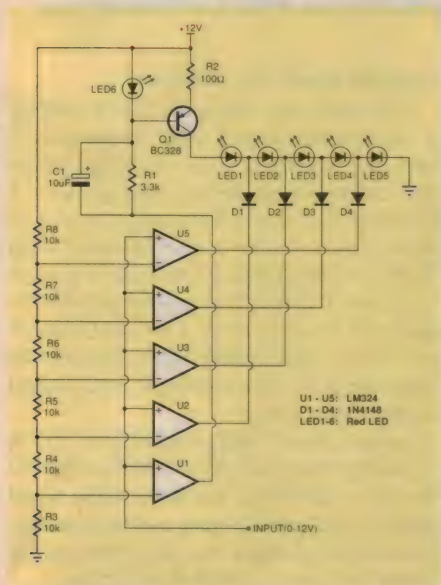 +12V
R2
100Ω
LED6
Q1
BC328
C1
10uF
+
R1
3.3k
LED1 LED2 LED3 LED4 LED5
D1 D2 D3 D4
R8
10k
U5
+
−
R7
10k
U4
+
−
R6
10k
U3
+
−
R5
10k
U2
+
−
R4
10k
U1
+
−
R3
10k
U1 - U5: LM324
D1 - D4: 1N4148
LED1-6: Red LED
INPUT(0-12V)